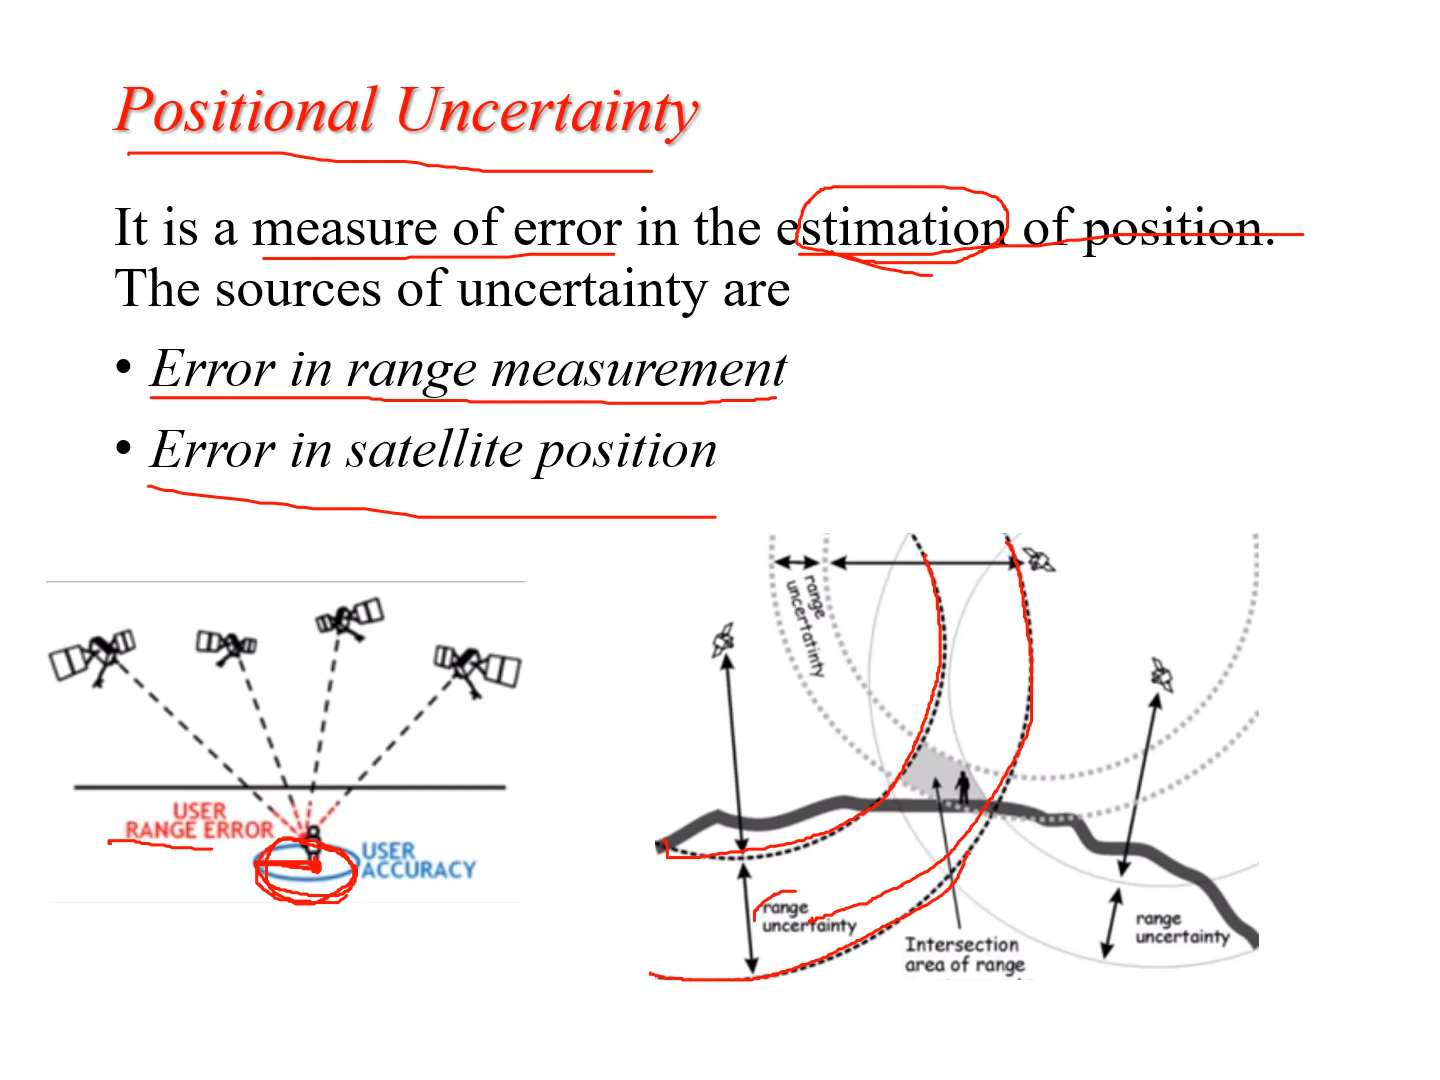 Positional Uncertainty
It is a measure of error in the estimation of position.
The sources of uncertainty are
• Error in range measurement
• Error in satellite position
USER
RANGE ERROR
USER
ACCURACY
range
uncertatinty
range
uncertainty
Intersection
area of range
range
uncertainty